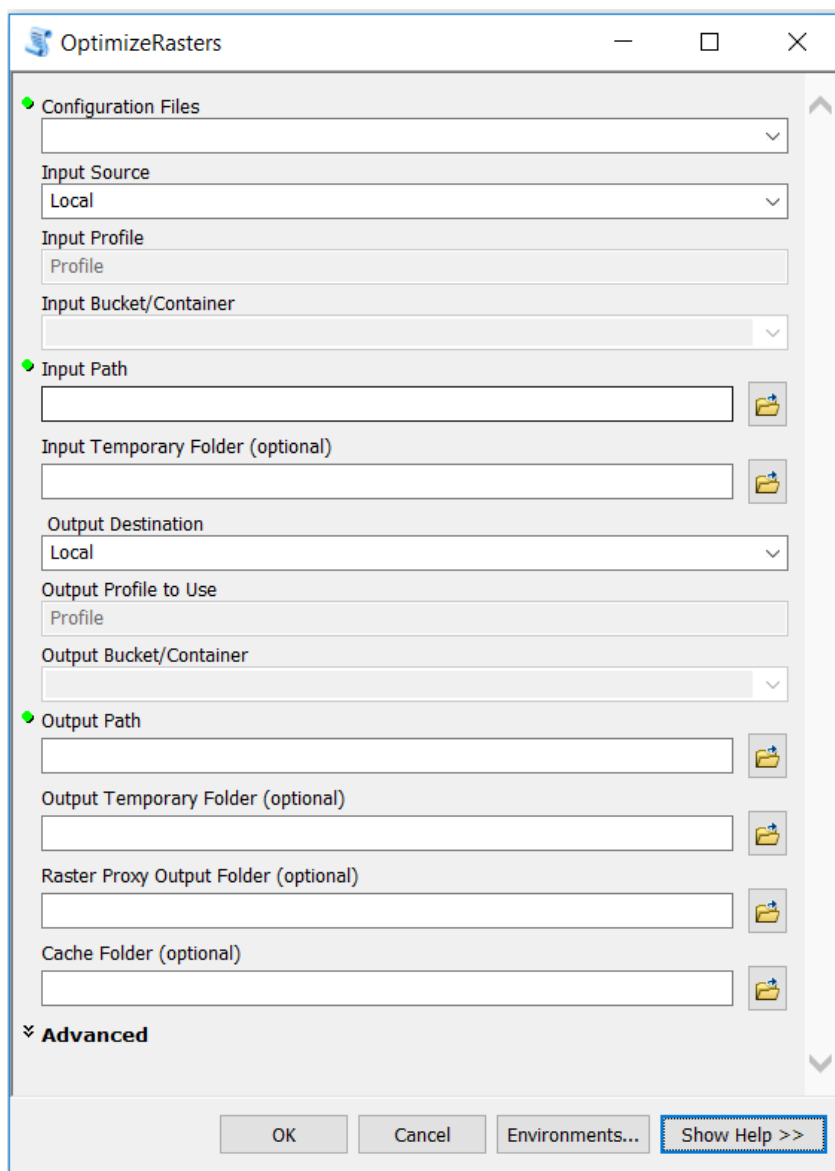 OptimizeRasters
Configuration Files
Input Source
Local
Input Profile
Profile
Input Bucket/Container
Input Path
Input Temporary Folder (optional)
Output Destination
Local
Output Profile to Use
Profile
Output Bucket/Container
Output Path
Output Temporary Folder (optional)
Raster Proxy Output Folder (optional)
Cache Folder (optional)
Advanced
OK Cancel Environments... Show Help >>